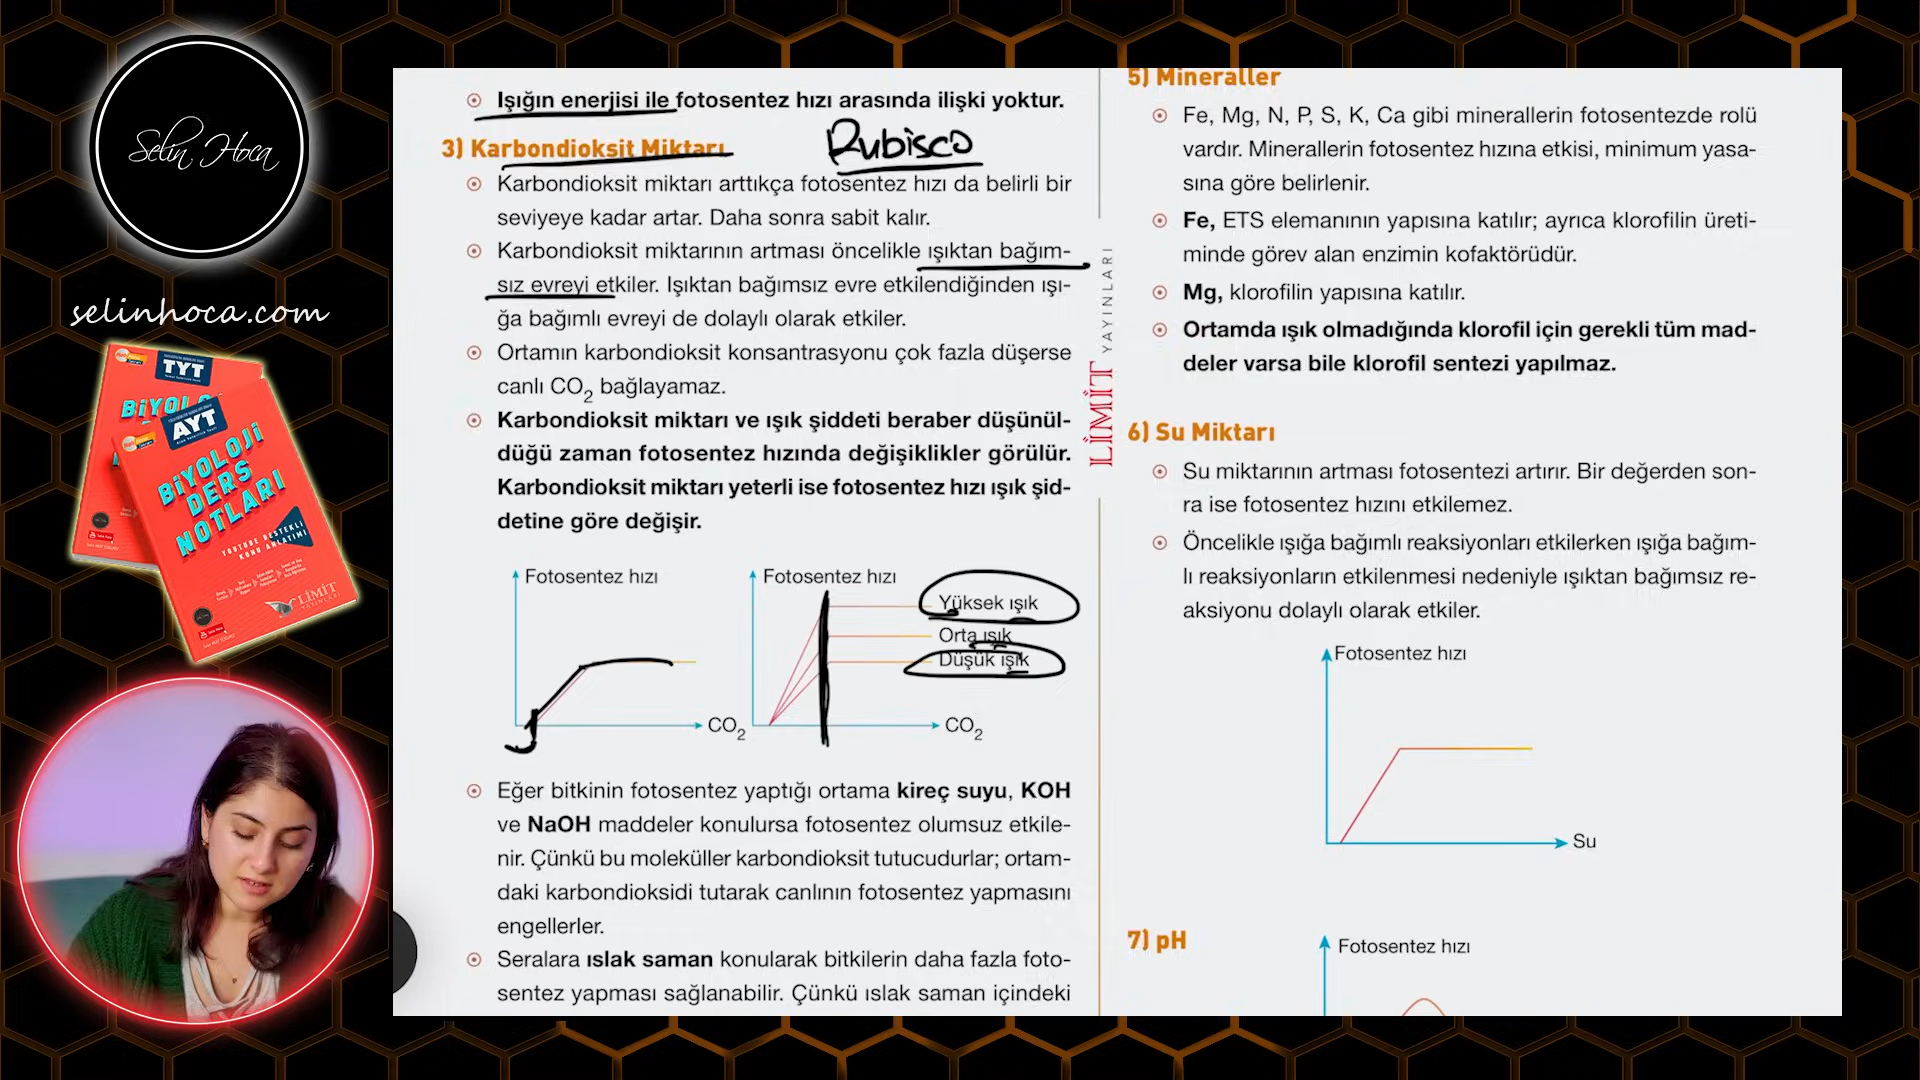 Selin Hoca
selinhoca.com
TYT
BİYOLO
AYT
BİYOLOJİ
DERS
NOTLARI
YOUTUBE DESTEKLİ
KONU ANLATIMI
LİMİT
Işığın enerjisi ile fotosentez hızı arasında ilişki yoktur.
3) Karbondioksit Miktarı
Rubisco
Karbondioksit miktarı arttıkça fotosentez hızı da belirli bir
seviyeye kadar artar. Daha sonra sabit kalır.
Karbondioksit miktarının artması öncelikle ışıktan bağım-
sız evreyi etkiler. Işıktan bağımsız evre etkilendiğinden ışı-
ğa bağımlı evreyi de dolaylı olarak etkiler.
Ortamın karbondioksit konsantrasyonu çok fazla düşerse
canlı CO₂ bağlayamaz.
Karbondioksit miktarı ve ışık şiddeti beraber düşünül-
düğü zaman fotosentez hızında değişiklikler görülür.
Karbondioksit miktarı yeterli ise fotosentez hızı ışık şid-
detine göre değişir.
Fotosentez hızı
CO₂
Fotosentez hızı
Yüksek ışık
Orta ışık
Düşük ışık
CO₂
Eğer bitkinin fotosentez yaptığı ortama kireç suyu, KOH
ve NaOH maddeler konulursa fotosentez olumsuz etkile-
nir. Çünkü bu moleküller karbondioksit tutucudurlar; ortam-
daki karbondioksidi tutarak canlının fotosentez yapmasını
engellerler.
Seralara ıslak saman konularak bitkilerin daha fazla foto-
sentez yapması sağlanabilir. Çünkü ıslak saman içindeki
LİMİT YAYINLARI
5) Mineraller
Fe, Mg, N, P, S, K, Ca gibi minerallerin fotosentezde rolü
vardır. Minerallerin fotosentez hızına etkisi, minimum yasa-
sına göre belirlenir.
Fe, ETS elemanının yapısına katılır; ayrıca klorofilin üreti-
minde görev alan enzimin kofaktörüdür.
Mg, klorofilin yapısına katılır.
Ortamda ışık olmadığında klorofil için gerekli tüm mad-
deler varsa bile klorofil sentezi yapılmaz.
6) Su Miktarı
Su miktarının artması fotosentezi artırır. Bir değerden son-
ra ise fotosentez hızını etkilemez.
Öncelikle ışığa bağımlı reaksiyonları etkilerken ışığa bağım-
lı reaksiyonların etkilenmesi nedeniyle ışıktan bağımsız re-
aksiyonu dolaylı olarak etkiler.
Fotosentez hızı
Su
7) pH
Fotosentez hızı